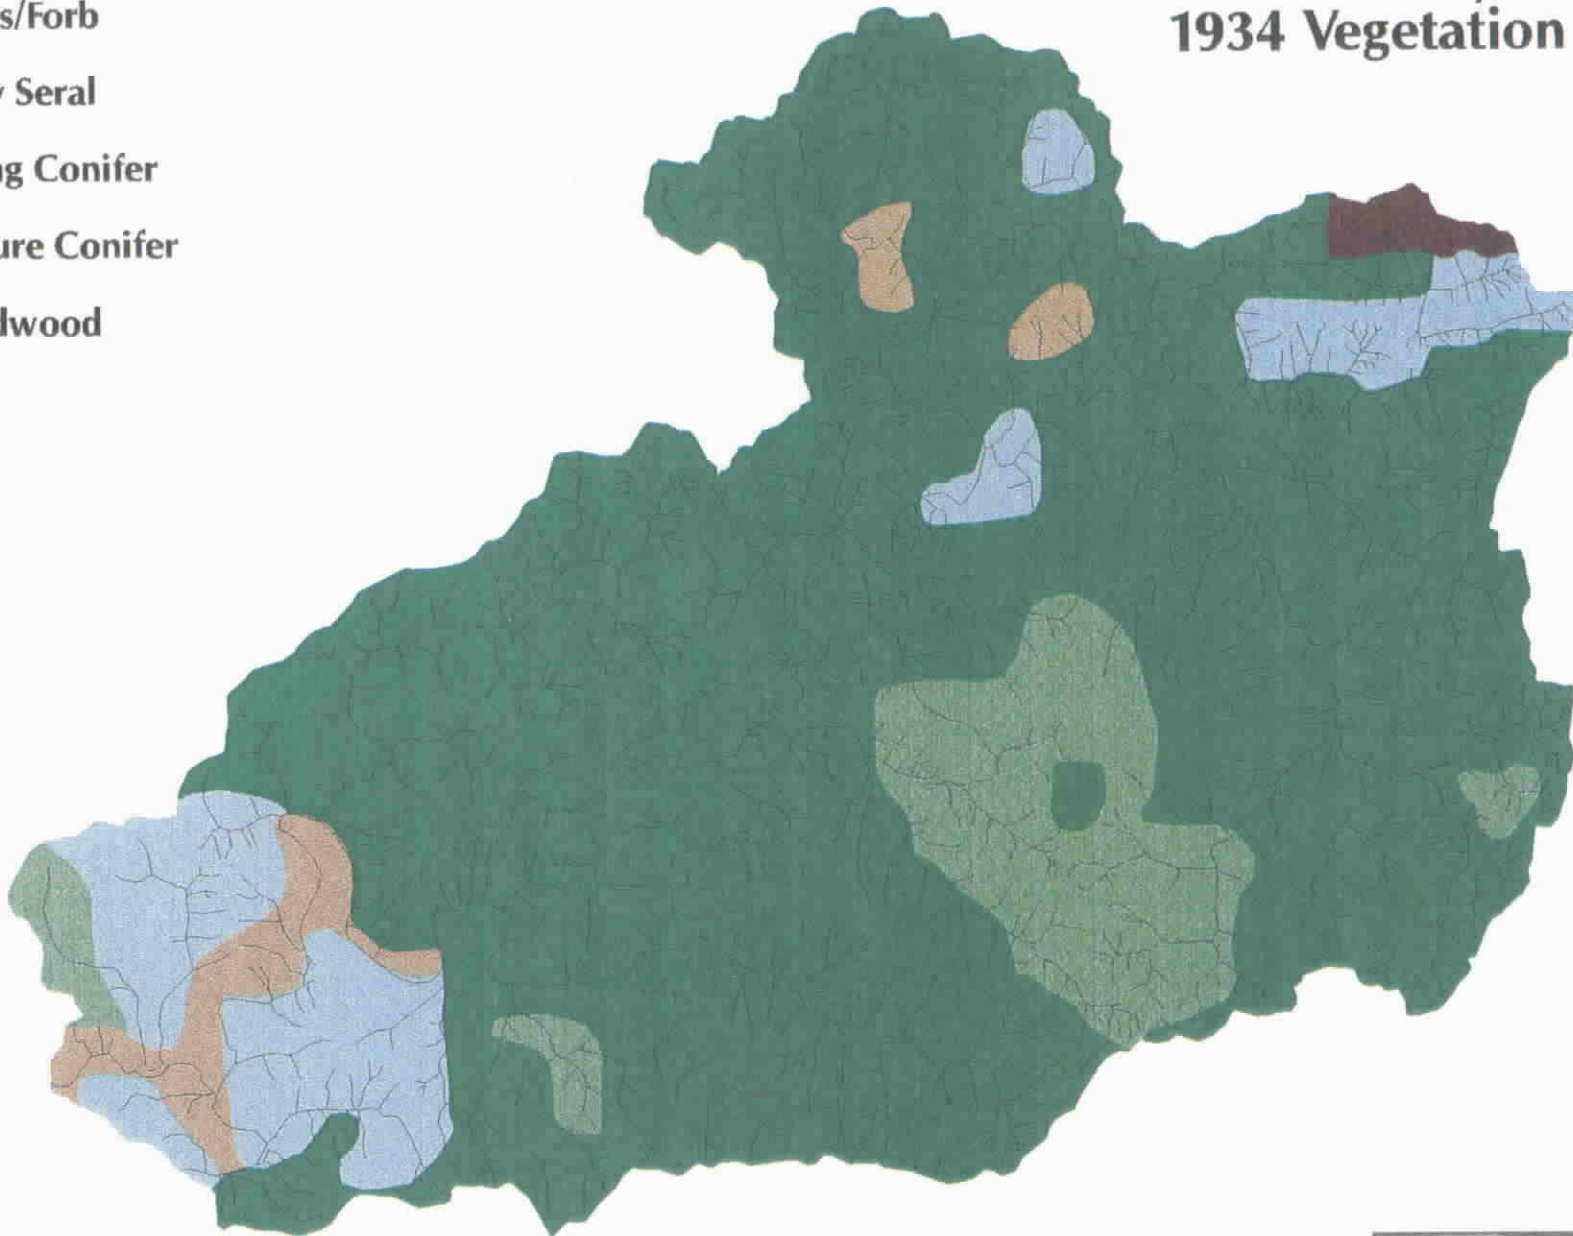 s/Forb
1934 Vegetation
Seral
g Conifer
ure Conifer
dwood